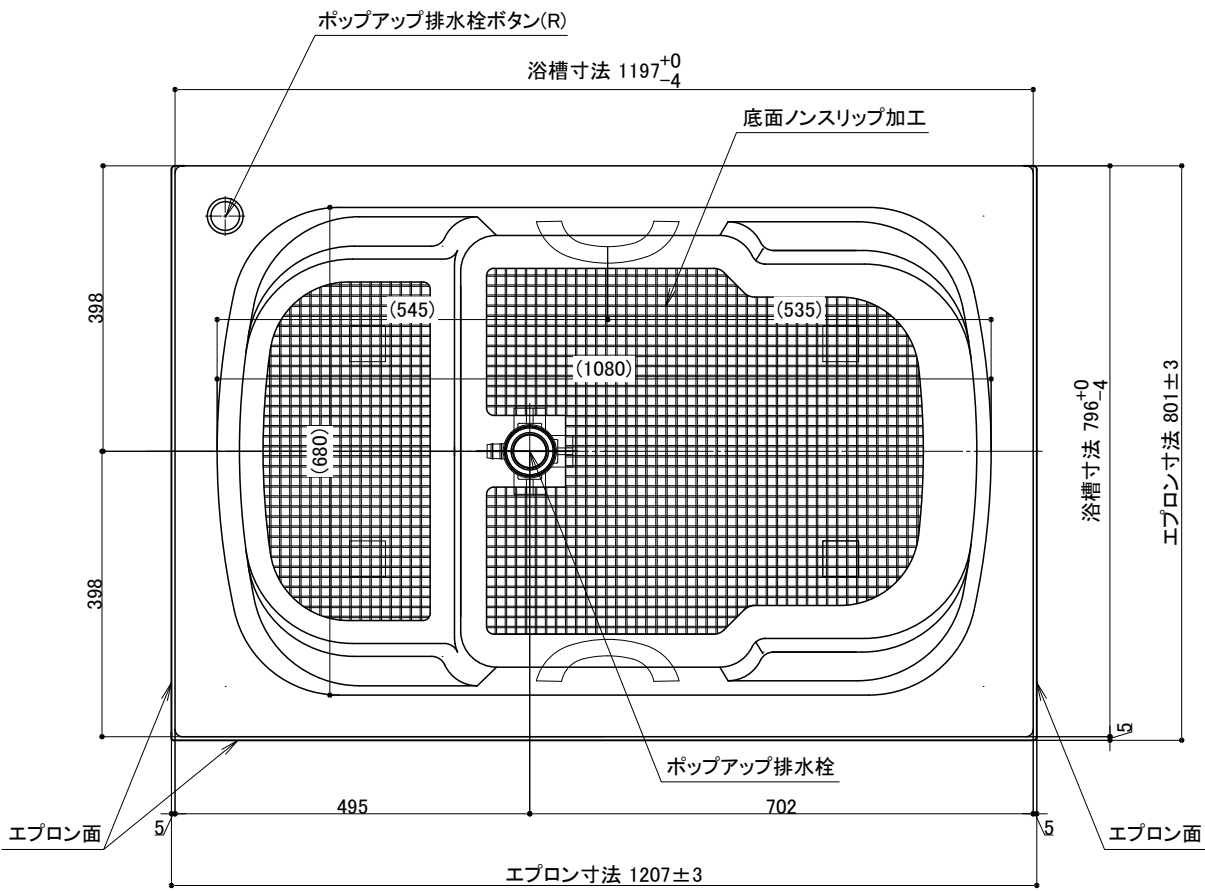 ポップアップ排水栓ボタン(R)
浴槽寸法 1197+0-4
底面ノンスリップ加工
398
(545)
(535)
(1080)
(680)
浴槽寸法 796+0-4
エプロン寸法 801±3
398
5
ポップアップ排水栓
495
702
5
5
エプロン面
エプロン面
エプロン寸法 1207±3